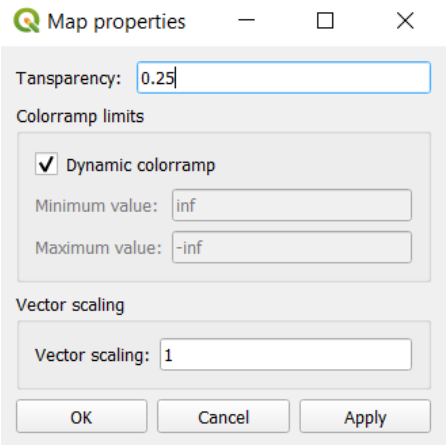 Map properties
Tansparency: 0.25
Colorramp limits
Dynamic colorramp
Minimum value: inf
Maximum value: -inf
Vector scaling
Vector scaling: 1
OK Cancel Apply